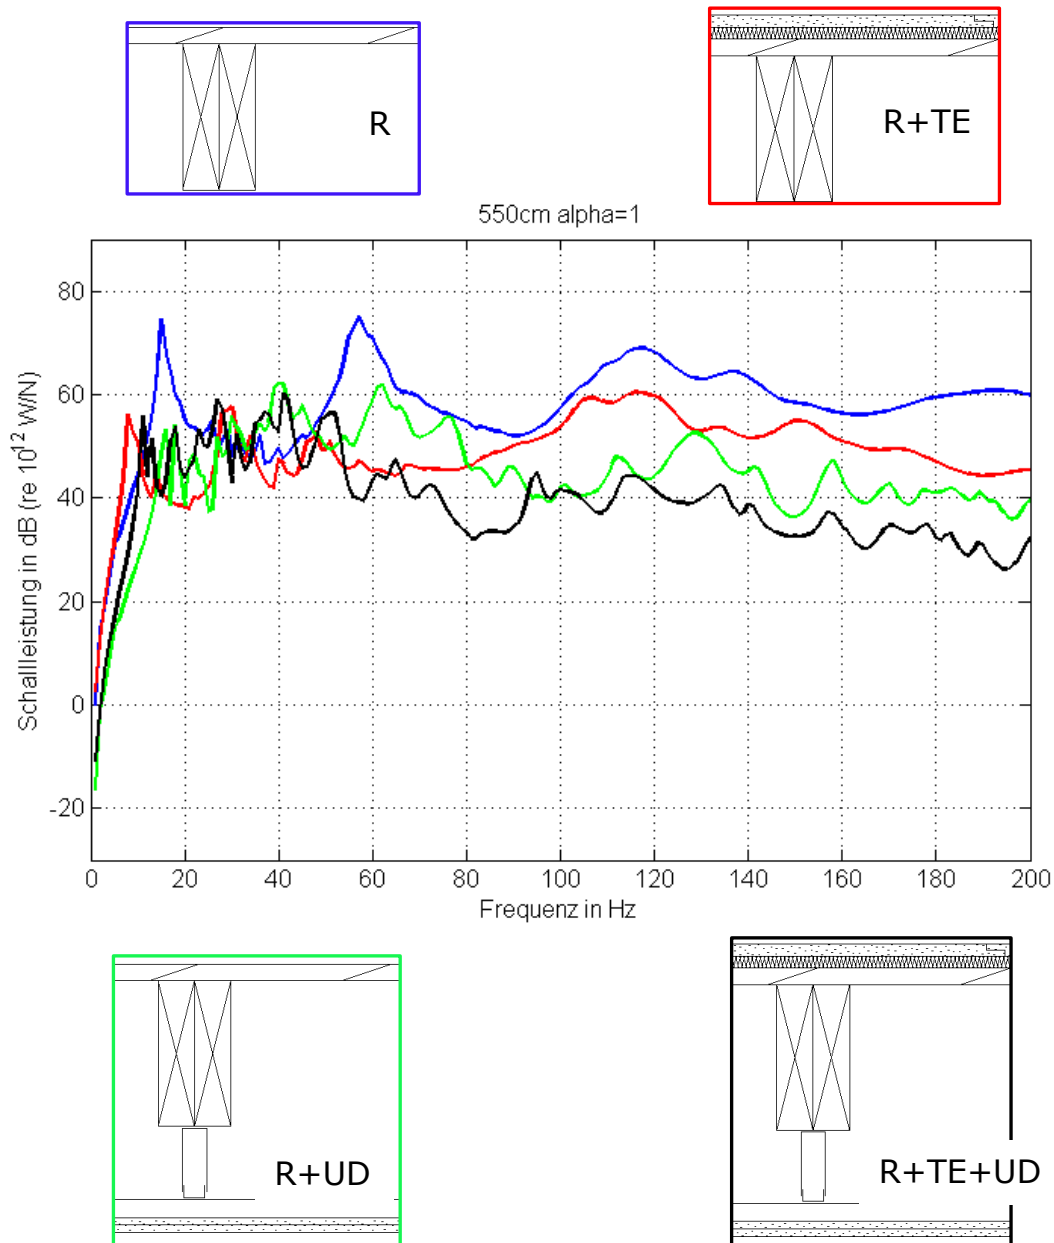 R
R+TE
550cm alpha=1
Schallleistung in dB (re 10^12 W/N)
80
60
40
20
0
-20
0 20 40 60 80 100 120 140 160 180 200
Frequenz in Hz
R+UD
R+TE+UD